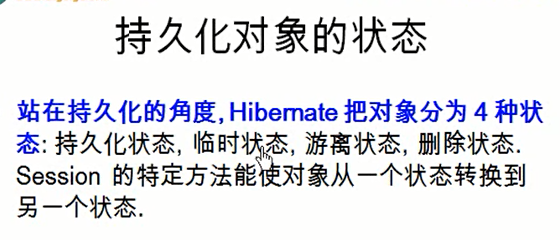 持久化对象的状态
站在持久化的角度, Hibernate 把对象分为 4 种状
态: 持久化状态, 临时状态, 游离状态, 删除状态.
Session 的特定方法能使对象从一个状态转换到
另一个状态.